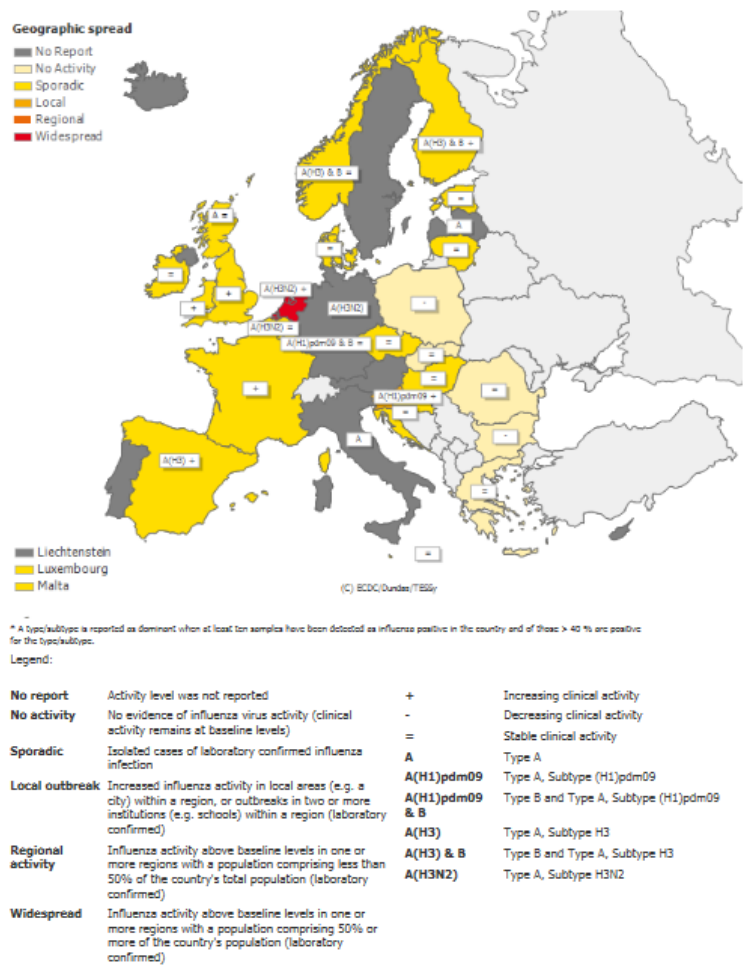 Geographic spread
No Report
No Activity
Sporadic
Local
Regional
Widespread
A(H3) & B =
A(H3) & B +
A =
=
=
A
=
=
+
+
A(H3N2) +
A(H3N2)
-
A(H3N2) =
A(H1)pdm09 & B =
=
=
=
=
+
A(H1)pdm09 +
=
-
A
A(H3) +
=
=
Liechtenstein
Luxembourg
Malta
(C) ECDC/Dundas/TESSy
* A type/subtype is reported as dominant when at least ten samples have been detected as influenza positive in the country and of those > 40 % are positive
for the type/subtype.
Legend:
No report Activity level was not reported + Increasing clinical activity
No activity No evidence of influenza virus activity (clinical - Decreasing clinical activity
activity remains at baseline levels) = Stable clinical activity
Sporadic Isolated cases of laboratory confirmed influenza A Type A
infection A(H1)pdm09 Type A, Subtype (H1)pdm09
Local outbreak Increased influenza activity in local areas (e.g. a A(H1)pdm09 Type B and Type A, Subtype (H1)pdm09
city) within a region, or outbreaks in two or more & B
institutions (e.g. schools) within a region (laboratory
confirmed) A(H3) Type A, Subtype H3
Regional Influenza activity above baseline levels in one or A(H3) & B Type B and Type A, Subtype H3
activity more regions with a population comprising less than A(H3N2) Type A, Subtype H3N2
50% of the country's total population (laboratory
confirmed)
Widespread Influenza activity above baseline levels in one or
more regions with a population comprising 50% or
more of the country's population (laboratory
confirmed)